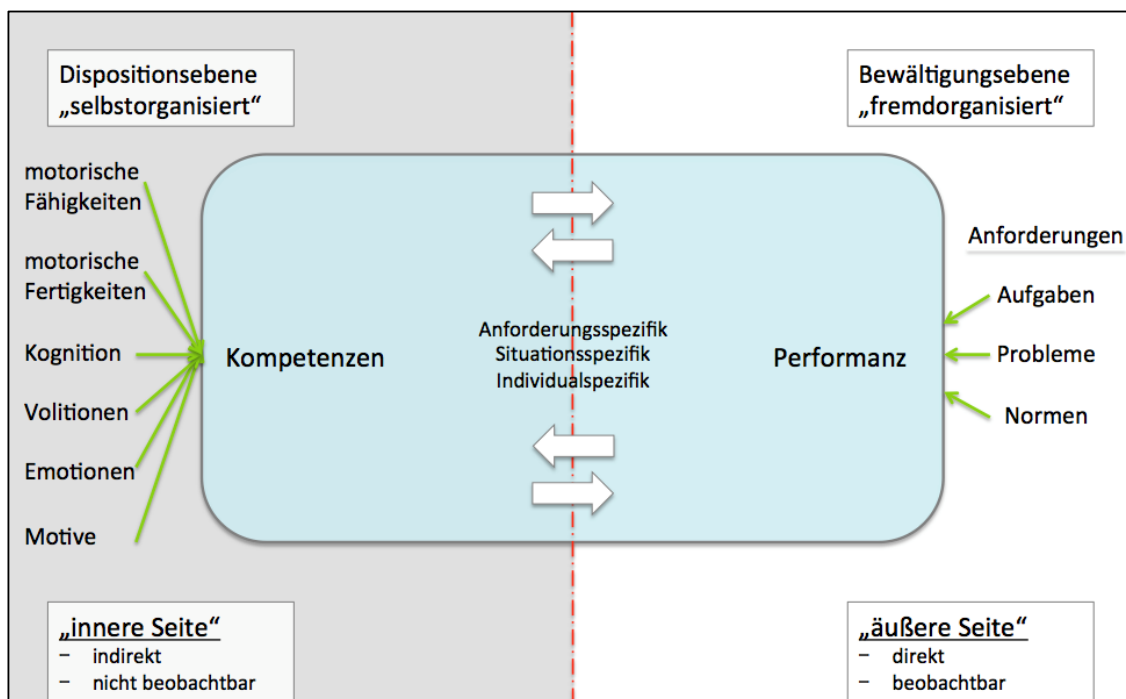 Dispositionsebene
„selbstorganisiert“
Bewältigungsebene
„fremdorganisiert“
motorische
Fähigkeiten
motorische
Fertigkeiten
Kognition
Volitionen
Emotionen
Motive
Kompetenzen
Anforderungsspezifik
Situationsspezifik
Individualspezifik
Performanz
Anforderungen
Aufgaben
Probleme
Normen
„innere Seite“
– indirekt
– nicht beobachtbar
„äußere Seite“
– direkt
– beobachtbar